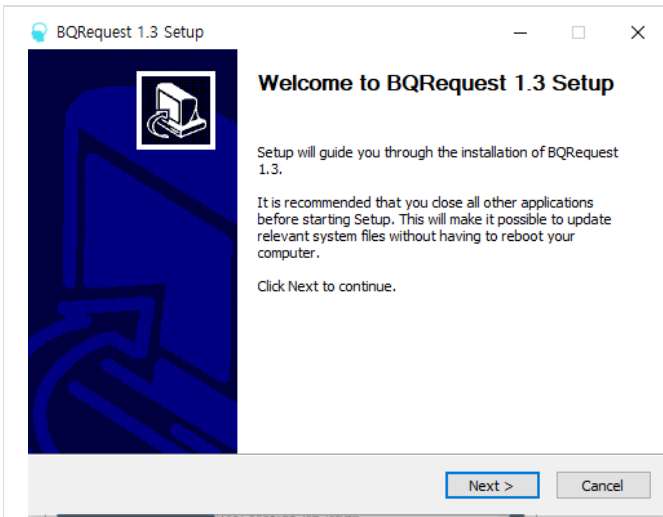 BQRequest 1.3 Setup
Welcome to BQRequest 1.3 Setup
Setup will guide you through the installation of BQRequest
1.3.
It is recommended that you close all other applications
before starting Setup. This will make it possible to update
relevant system files without having to reboot your
computer.
Click Next to continue.
Next >
Cancel